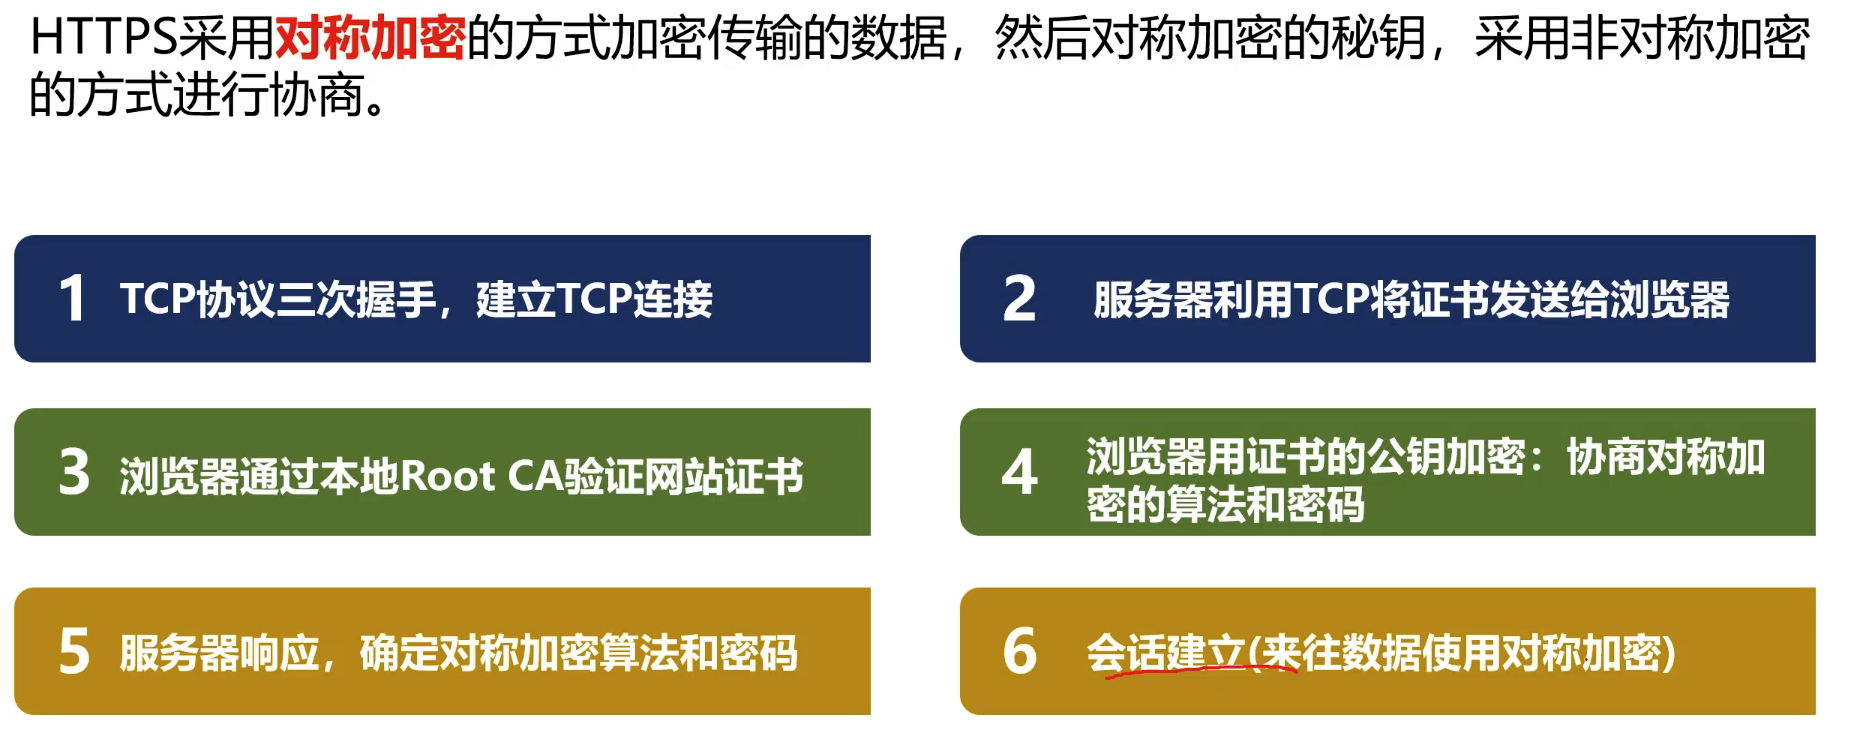 HTTPS采用对称加密的方式加密传输的数据，然后对称加密的秘钥，采用非对称加密
的方式进行协商。
1 TCP协议三次握手，建立TCP连接
2 服务器利用TCP将证书发送给浏览器
3 浏览器通过本地Root CA验证网站证书
4 浏览器用证书的公钥加密：协商对称加
密的算法和密码
5 服务器响应，确定对称加密算法和密码
6 会话建立(来往数据使用对称加密)